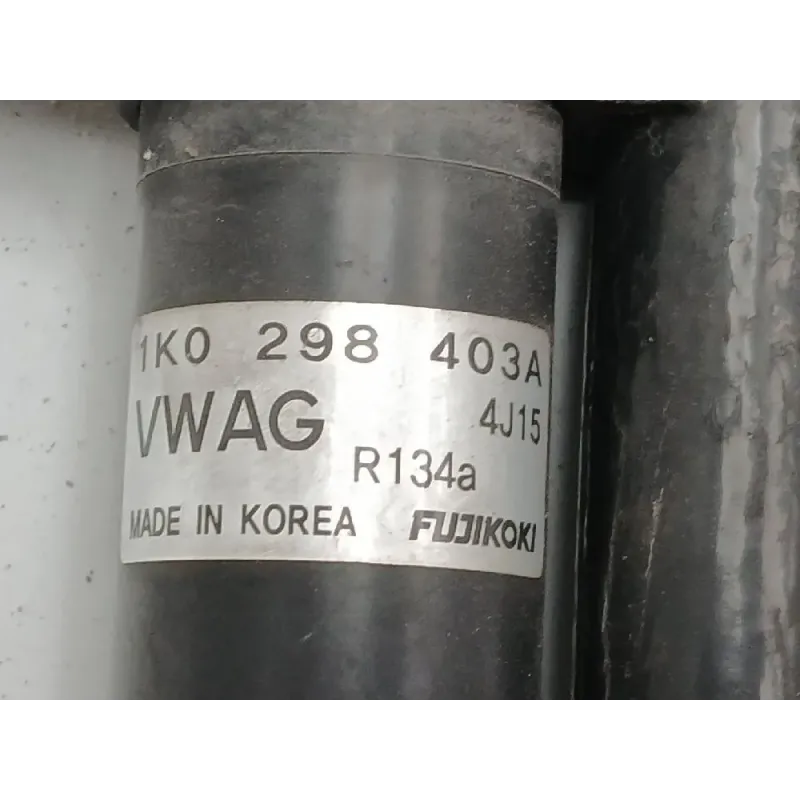 1K0 298 403A
VWAG 4J15
R134a
MADE IN KOREA FUJIKOKI